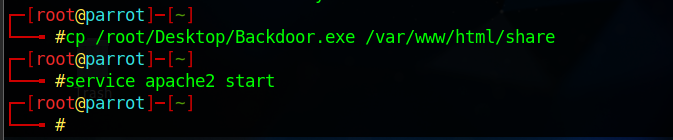 [root@parrot]-[~]
#cp /root/Desktop/Backdoor.exe /var/www/html/share
[root@parrot]-[~]
#service apache2 start
[root@parrot]-[~]
#